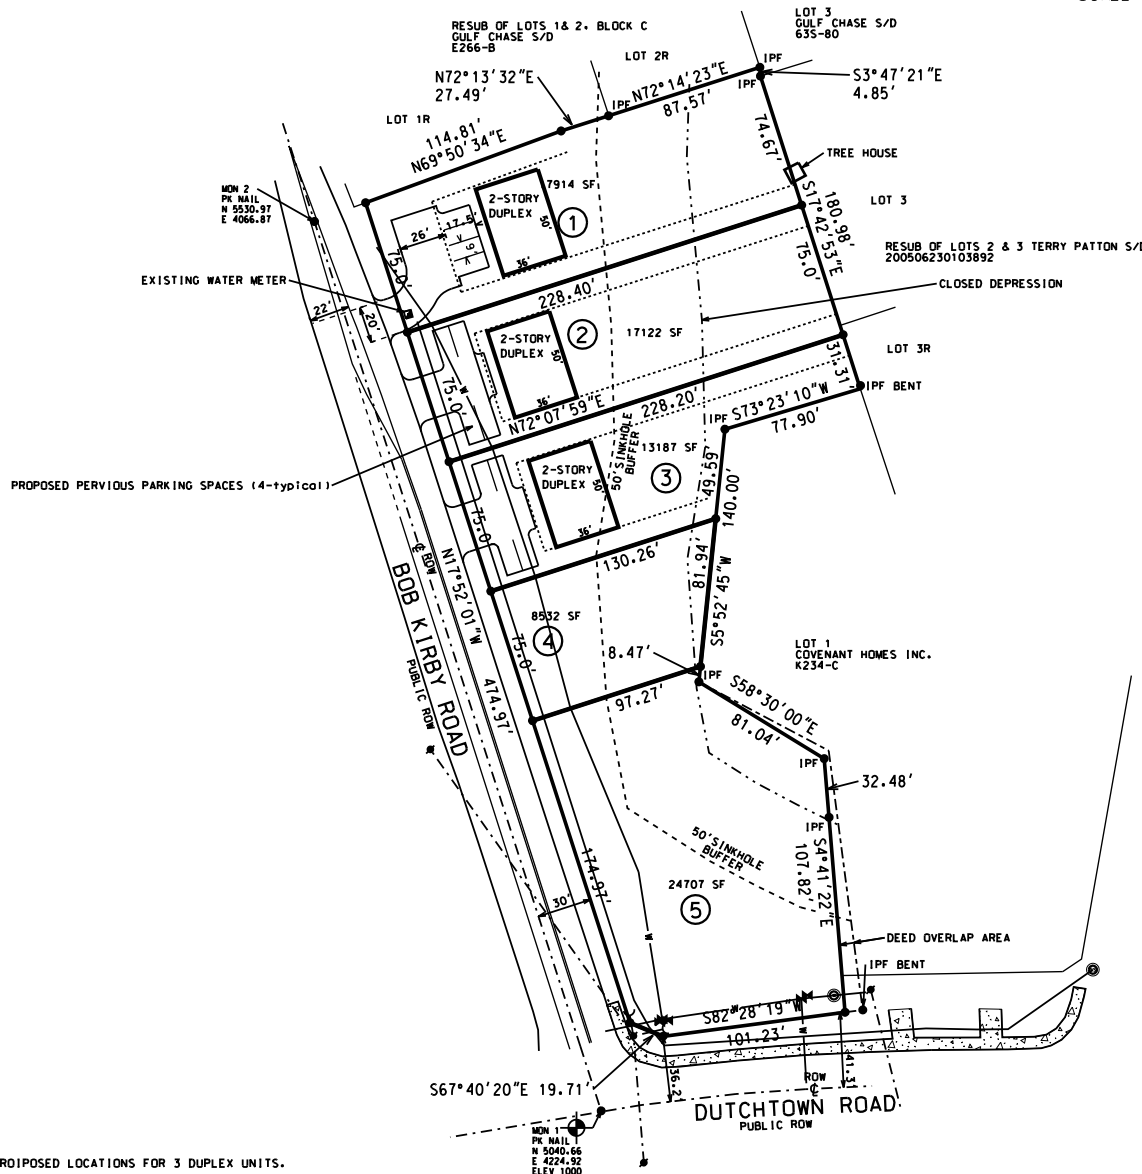 RESUB OF LOTS 1& 2, BLOCK C
GULF CHASE S/D
E266-B
LOT 3
GULF CHASE S/D
63S-80
LOT 2R
N72°13'32"E
27.49'
IPF
N72°14'23"E
87.57'
IPF
IPF
S3°47'21"E
4.85'
LOT 1R
114.81'
N69°50'34"E
74.67'
TREE HOUSE
MON 2
PK NAIL
N 5530.97
E 4066.87
7914 SF
2-STORY
DUPLEX
50'
36'
1
17.5'
26'
9'
75.0'
S17°42'53"E
180.98'
LOT 3
RESUB OF LOTS 2 & 3 TERRY PATTON S/D
200506230103892
EXISTING WATER METER
22'
20'
228.40'
CLOSED DEPRESSION
75.0'
2-STORY
DUPLEX
50'
36'
2
17122 SF
W
75.0'
31.31'
LOT 3R
IPF BENT
N72°07'59"E
228.20'
S73°23'10"W
77.90'
IPF
50'SINKHOLE
BUFFER
13187 SF
2-STORY
DUPLEX
50'
36'
3
49.59'
140.00'
PROPOSED PERVIOUS PARKING SPACES (4-typical)
75.0'
130.26'
81.94'
S5°52'45"W
℄ ROW
N17°52'01"W
BOB KIRBY ROAD
PUBLIC ROW
474.97'
8532 SF
4
75.0'
8.47'
IPF
97.27'
LOT 1
COVENANT HOMES INC.
K234-C
S58°30'00"E
81.04'
IPF
32.48'
IPF
S4°41'22"E
107.82'
50'SINKHOLE
BUFFER
174.97'
24707 SF
5
30'
W
DEED OVERLAP AREA
IPF BENT
W
S82°28'19"W
101.23'
W
S67°40'20"E 19.71'
36.2'
41.3'
ROW
℄
DUTCHTOWN ROAD
PUBLIC ROW
MON 1
PK NAIL
N 5040.66
E 4224.92
ELEV 1000
ROIPOSED LOCATIONS FOR 3 DUPLEX UNITS.